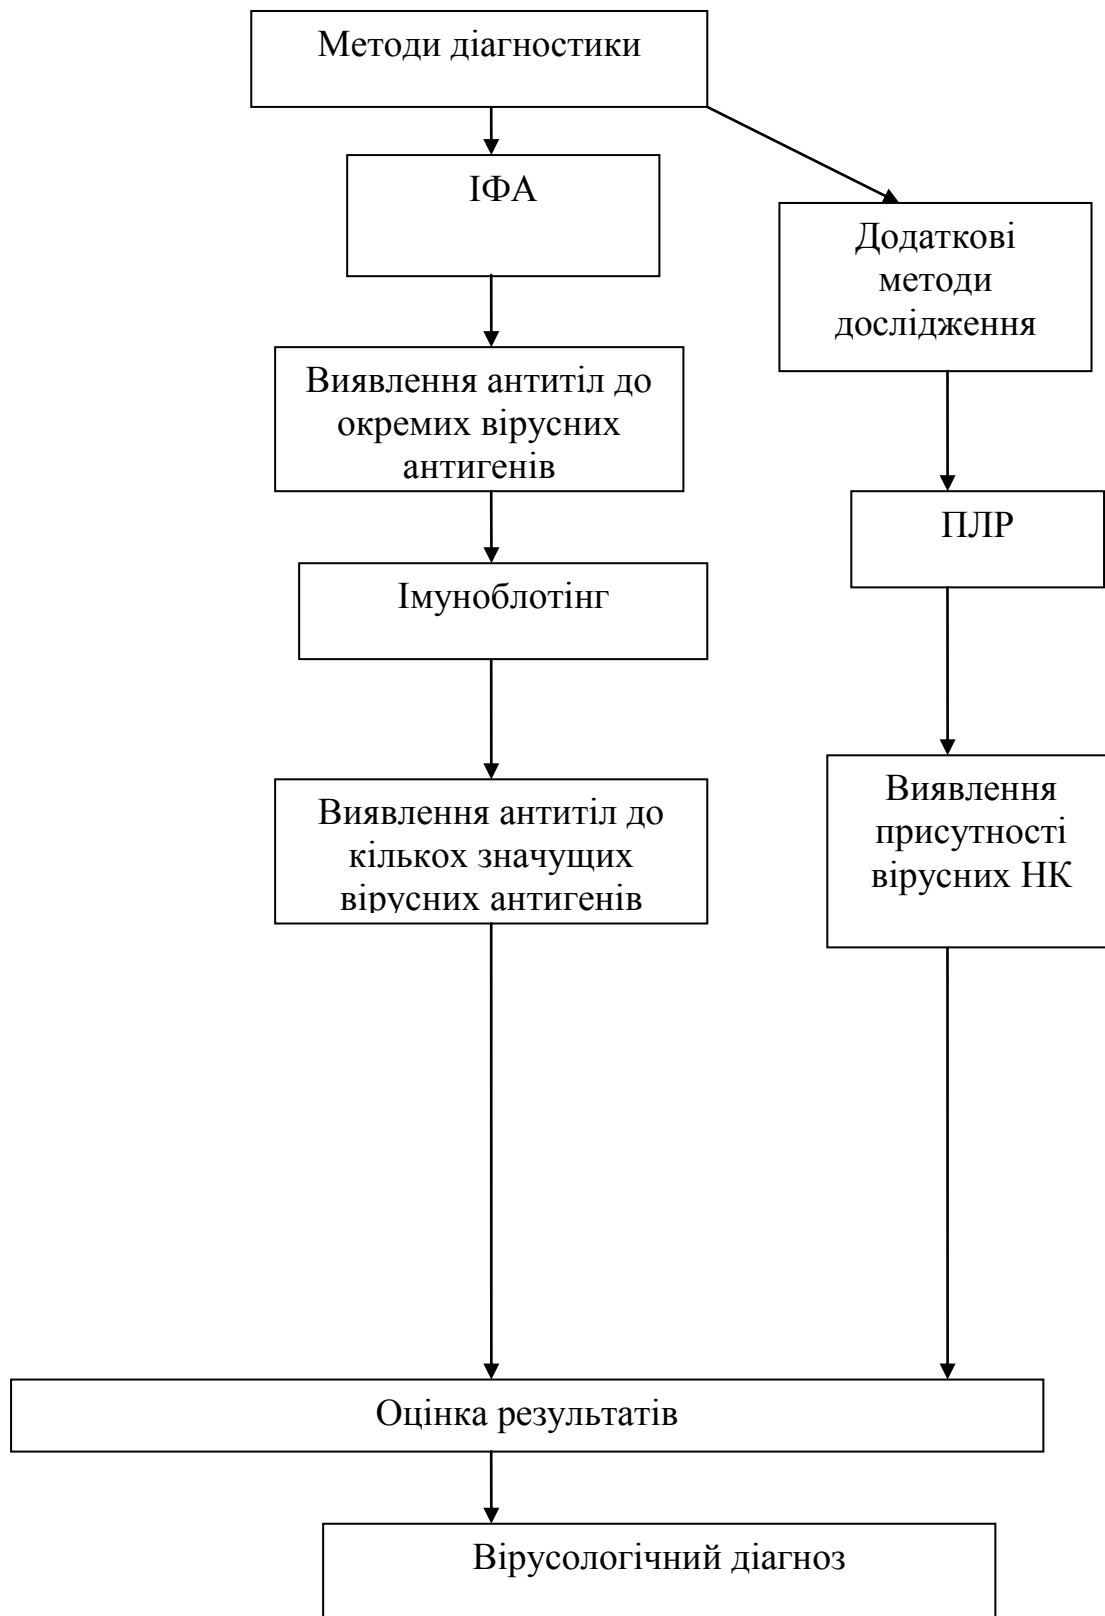 Методи діагностики
ІФА
Додаткові
методи
дослідження
Виявлення антитіл до
окремих вірусних
антигенів
ПЛР
Імуноблотінг
Виявлення
присутності
вірусних НК
Виявлення антитіл до
кількох значущих
вірусних антигенів
Оцінка результатів
Вірусологічний діагноз